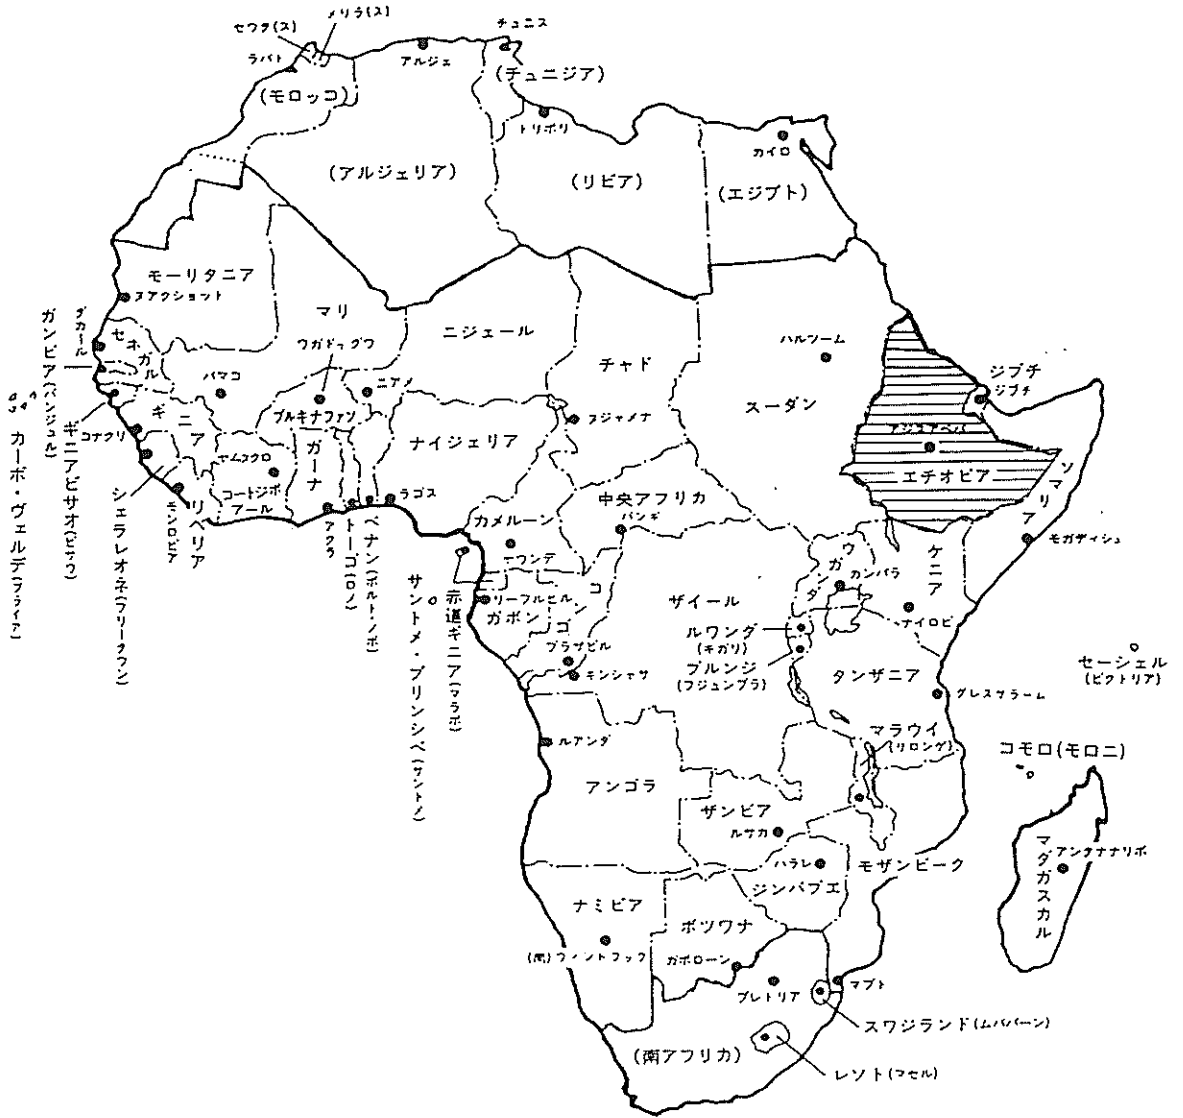 メリラ(ス)
セウタ(ス)
チュニス
ラバト
アルジェ
(チュニジア)
(モロッコ)
トリポリ
カイロ
(アルジェリア)
(リビア)
(エジプト)
モーリタニア
ヌアクショット
マリ
ニジェール
チャド
ハルツーム
スーダン
ジブチ
ジブチ
ダカール
セネガル
ガンビア(バンジュル)
バマコ
ワガドゥグウ
ニアメ
ブルキナファソ
ナイジェリア
ンジャメナ
アジスアベバ
エチオピア
ソマリア
モガディシュ
カーボ・ヴェルデ(プライア)
ギニアビサオ(ビサウ)
コナクリ
ギニア
シェラレオネ(フリータウン)
リベリア
モンロビア
ヤムスクロ
コートジボアール
ガーナ
アクラ
トーゴ(ロメ)
ベナン(ポルト・ノボ)
ラゴス
カメルーン
中央アフリカ
バンギ
ウガンダ
カンパラ
ケニア
ナイロビ
サントメ・プリンシペ(サントメ)
赤道ギニア(マラボ)
リーブルビル
ガボン
コンゴ
ブラザビル
キンシャサ
ザイール
ルワンダ
(キガリ)
ブルンジ
(ブジュンブラ)
タンザニア
ダレスサラーム
セーシェル
(ビクトリア)
ルアンダ
アンゴラ
マラウイ
(リロングェ)
コモロ(モロニ)
ザンビア
ルサカ
ハラレ
ジンバブエ
モザンビーク
マダガスカル
アンタナナリボ
ナミビア
(南)ウィントフック
ボツワナ
ガボローン
プレトリア
マプト
スワジランド(ムババーン)
(南アフリカ)
レソト(マセル)